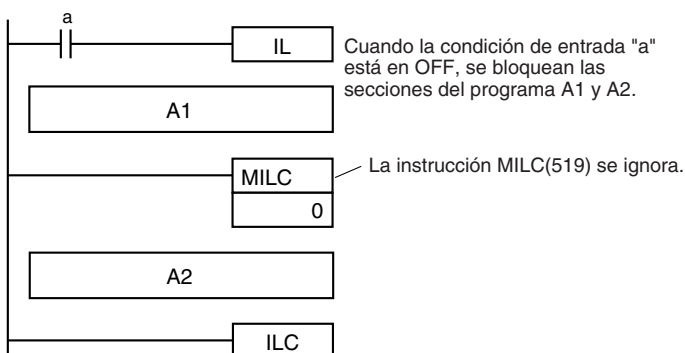 a
IL
Cuando la condición de entrada "a"
está en OFF, se bloquean las
secciones del programa A1 y A2.
A1
MILC
La instrucción MILC(519) se ignora.
0
A2
ILC